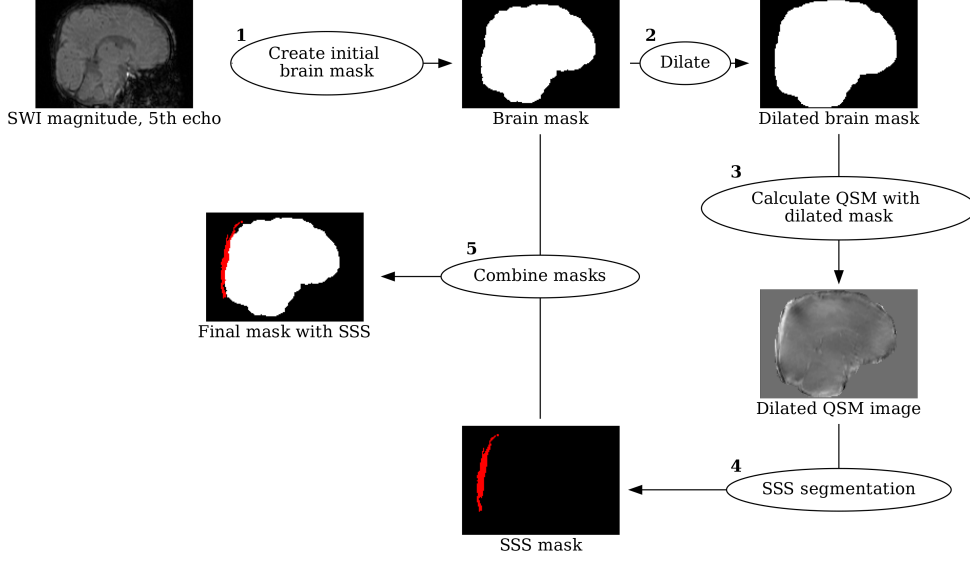 1
Create initial
brain mask
2
Dilate
SWI magnitude, 5th echo
Brain mask
Dilated brain mask
3
Calculate QSM with
dilated mask
5
Combine masks
Final mask with SSS
Dilated QSM image
4
SSS segmentation
SSS mask